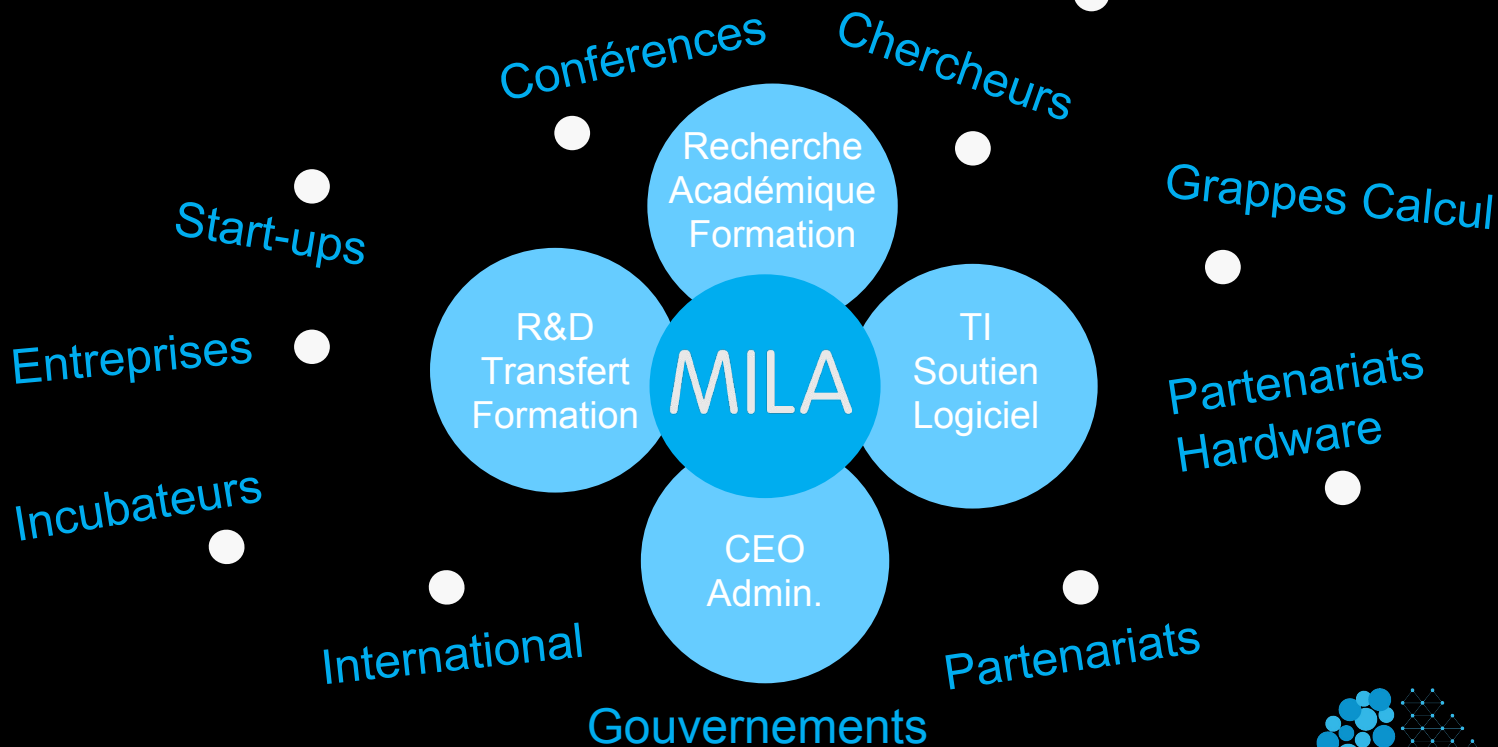 Conférences
Chercheurs
Recherche
Académique
Formation
Grappes Calcul
Start-ups
R&D
Transfert
Formation
MILA
TI
Soutien
Logiciel
Entreprises
Partenariats
Hardware
Incubateurs
CEO
Admin.
International
Partenariats
Gouvernements